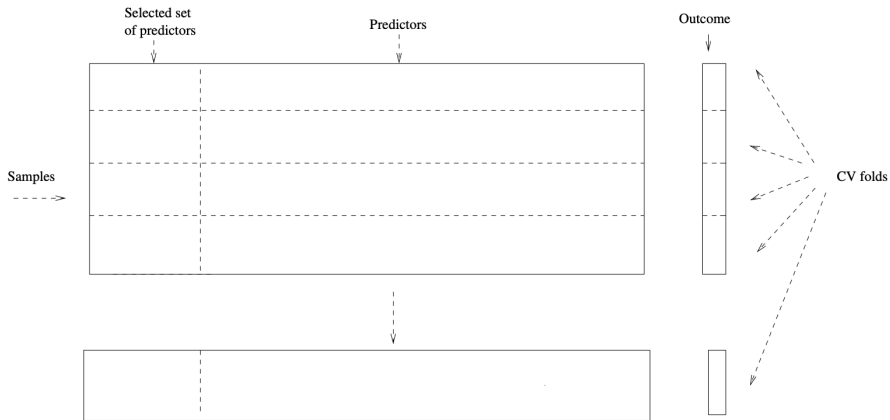 Selected set
of predictors
Predictors
Outcome
Samples
CV folds